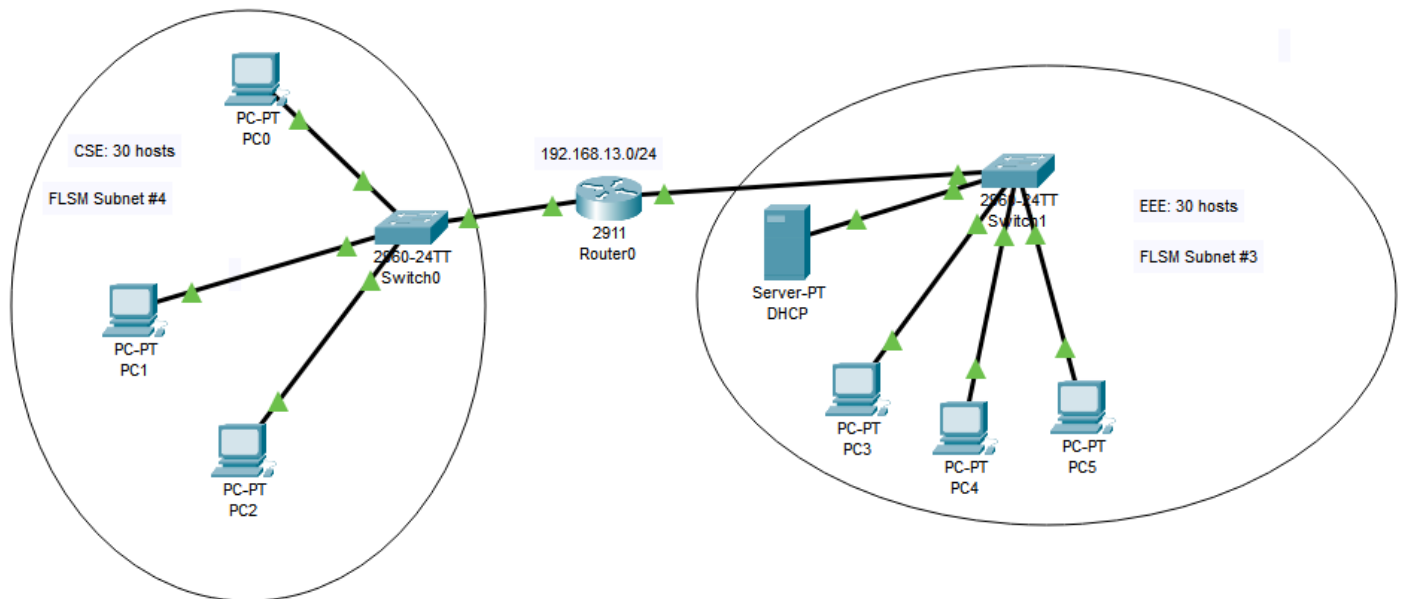 PC-PT
PC0
CSE: 30 hosts
FLSM Subnet #4
192.168.13.0/24
2911
Router0
2960-24TT
Switch0
PC-PT
PC1
PC-PT
PC2
2960-24TT
Switch1
EEE: 30 hosts
FLSM Subnet #3
Server-PT
DHCP
PC-PT
PC3
PC-PT
PC4
PC-PT
PC5